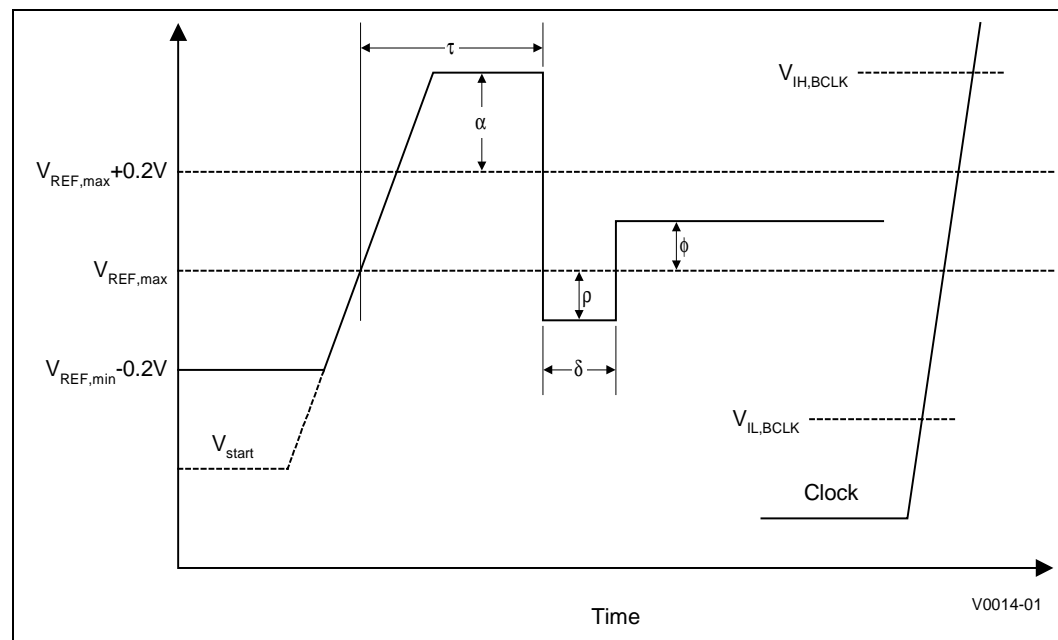 τ
V_IH,BCLK
α
V_REF,max+0.2V
ϕ
V_REF,max
ρ
V_REF,min-0.2V
δ
V_IL,BCLK
V_start
Clock
Time
V0014-01